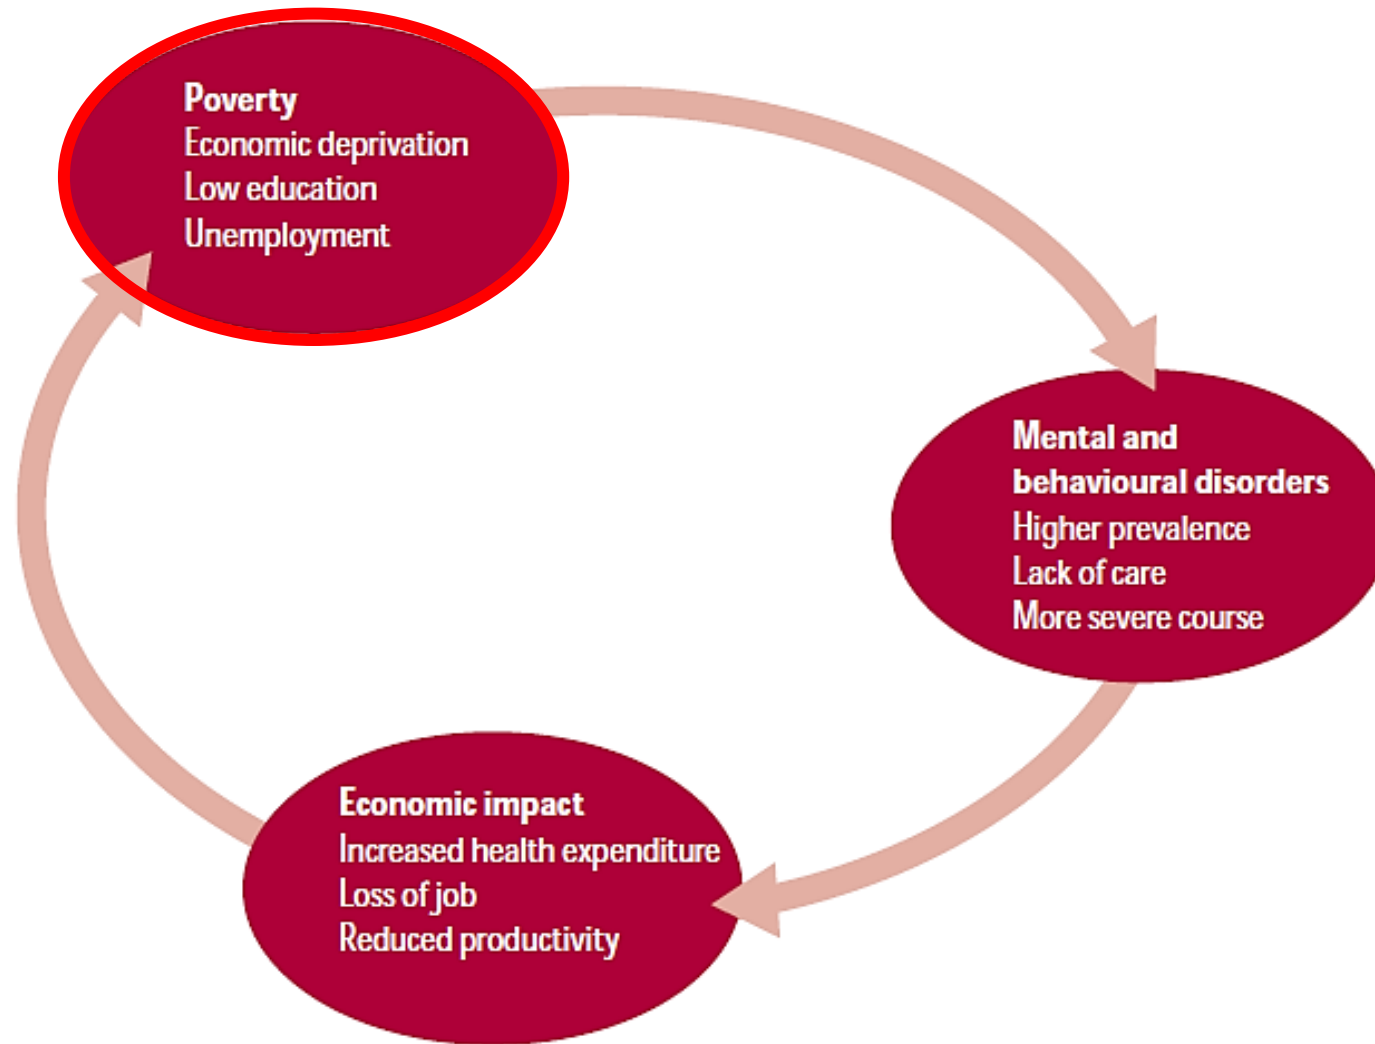 Poverty
Economic deprivation
Low education
Unemployment
Mental and
behavioural disorders
Higher prevalence
Lack of care
More severe course
Economic impact
Increased health expenditure
Loss of job
Reduced productivity